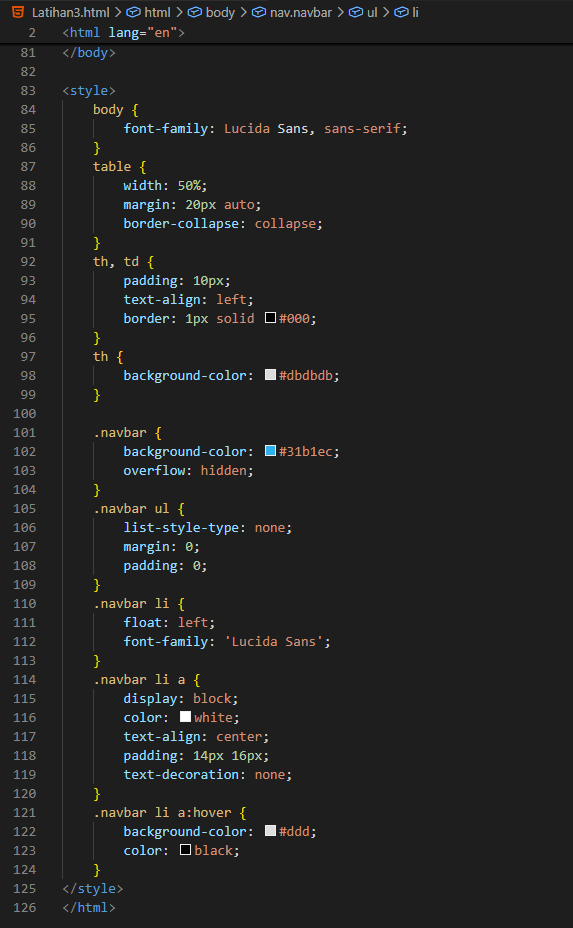 Latihan3.html > html > body > nav.navbar > ul > li
2 <html lang="en">
81 </body>
82
83 <style>
84 body {
85 font-family: Lucida Sans, sans-serif;
86 }
87 table {
88 width: 50%;
89 margin: 20px auto;
90 border-collapse: collapse;
91 }
92 th, td {
93 padding: 10px;
94 text-align: left;
95 border: 1px solid #000;
96 }
97 th {
98 background-color: #dbdbdb;
99 }
100
101 .navbar {
102 background-color: #31b1ec;
103 overflow: hidden;
104 }
105 .navbar ul {
106 list-style-type: none;
107 margin: 0;
108 padding: 0;
109 }
110 .navbar li {
111 float: left;
112 font-family: 'Lucida Sans';
113 }
114 .navbar li a {
115 display: block;
116 color: white;
117 text-align: center;
118 padding: 14px 16px;
119 text-decoration: none;
120 }
121 .navbar li a:hover {
122 background-color: #ddd;
123 color: black;
124 }
125 </style>
126 </html>